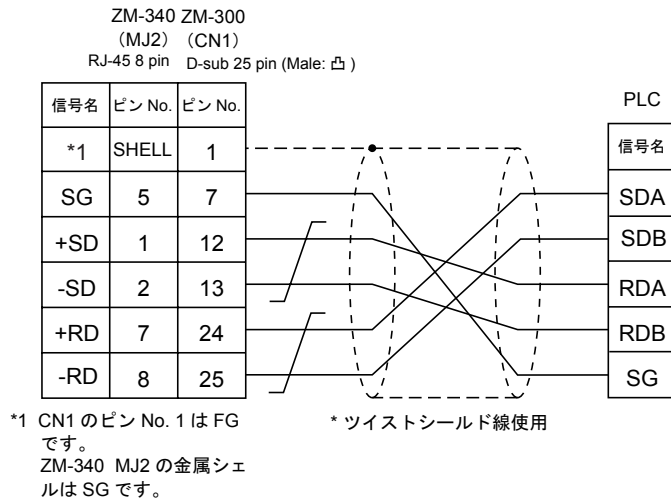 ZM-340 ZM-300
（MJ2）（CN1）
RJ-45 8 pin D-sub 25 pin (Male: 凸 )
PLC
信号名 ピン No. ピン No. 信号名
*1 SHELL 1
SG 5 7 SDA
+SD 1 12 SDB
-SD 2 13 RDA
+RD 7 24 RDB
-RD 8 25 SG
*1 CN1 のピン No. 1 は FG
です。
ZM-340 MJ2 の金属シェ
ルは SG です。
* ツイストシールド線使用